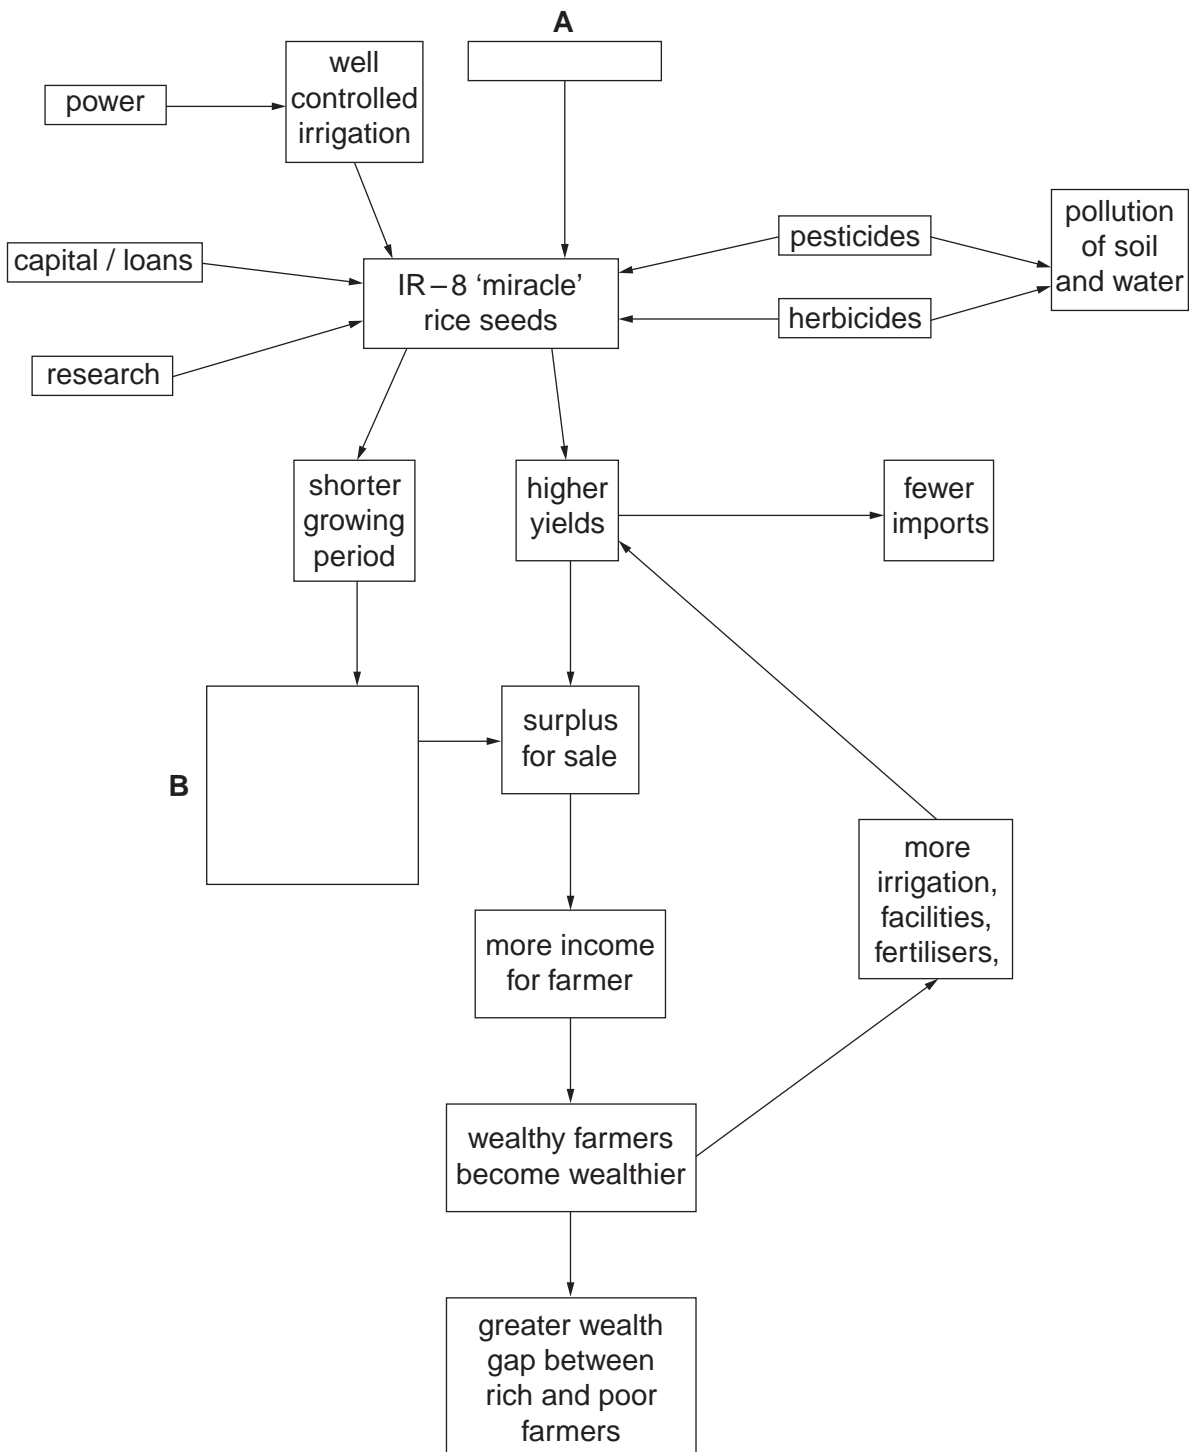 A
well
controlled
irrigation
power
pesticides
pollution
of soil
and water
capital / loans
IR – 8 ‘miracle’
rice seeds
herbicides
research
shorter
growing
period
higher
yields
fewer
imports
B
surplus
for sale
more
irrigation,
facilities,
fertilisers,
more income
for farmer
wealthy farmers
become wealthier
greater wealth
gap between
rich and poor
farmers